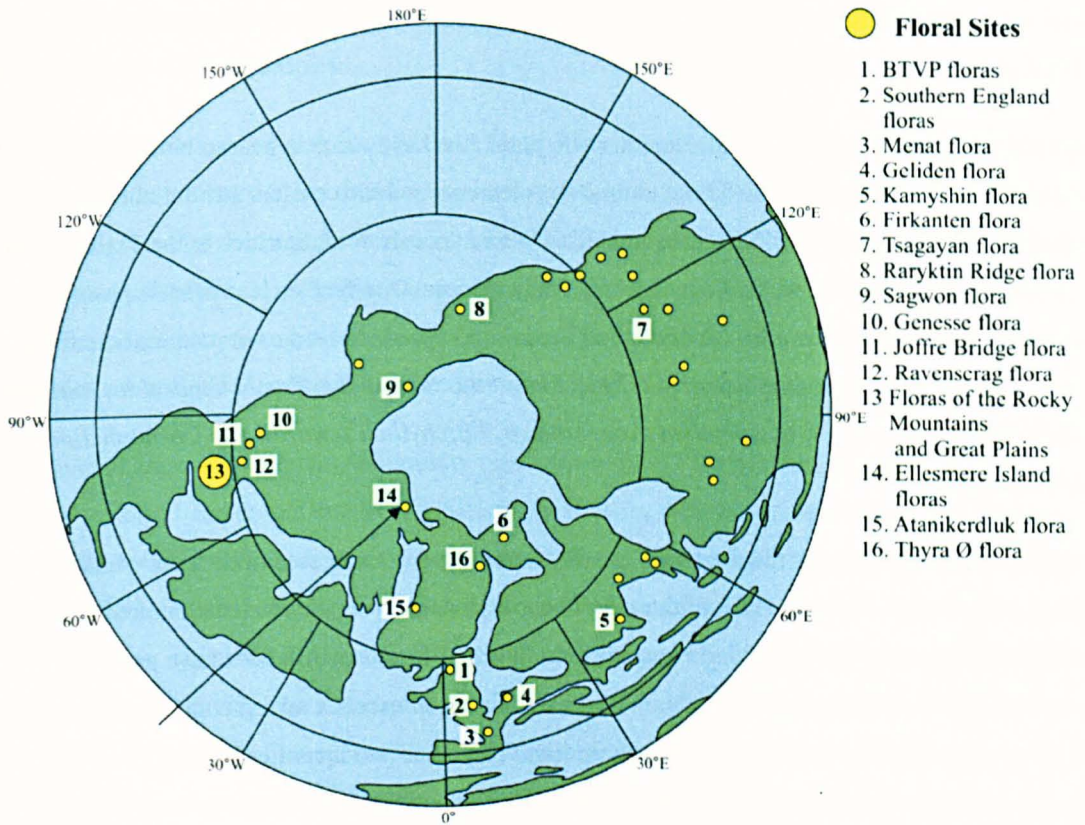 180°E
150°W
150°E
120°W
120°E
90°W
90°E
60°W
60°E
30°W
30°E
0°
8
7
9
10
11
12
13
14
6
16
15
5
1
2
4
3
Floral Sites
1. BTVP floras
2. Southern England
floras
3. Menat flora
4. Geliden flora
5. Kamyshin flora
6. Firkanten flora
7. Tsagayan flora
8. Raryktin Ridge flora
9. Sagwon flora
10. Genesse flora
11. Joffre Bridge flora
12. Ravenscrag flora
13 Floras of the Rocky
Mountains
and Great Plains
14. Ellesmere Island
floras
15. Atanikerdluk flora
16. Thyra Ø flora